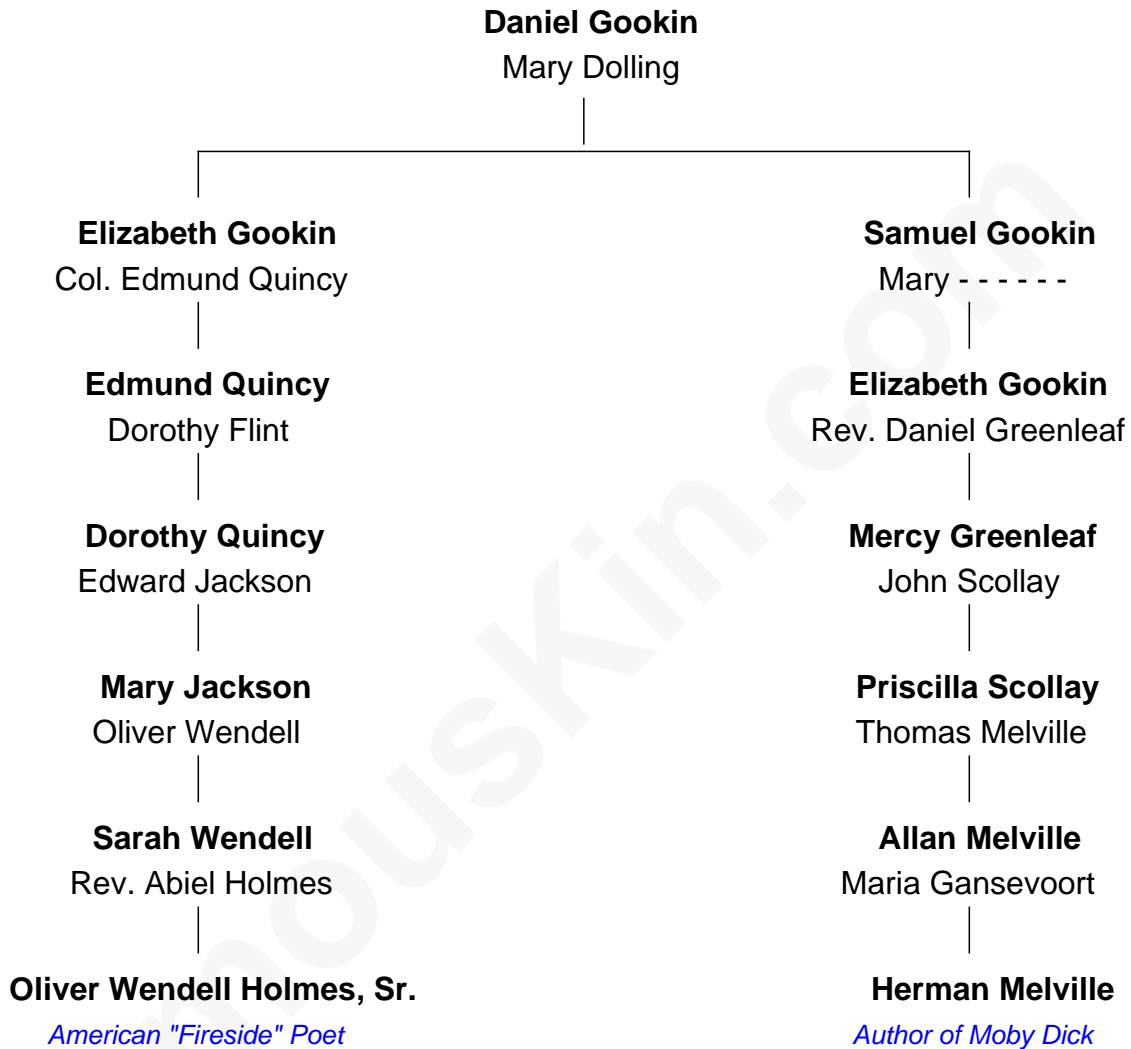 Daniel Gookin
Mary Dolling
Elizabeth Gookin
Col. Edmund Quincy
Samuel Gookin
Mary - - - - - -
Edmund Quincy
Dorothy Flint
Elizabeth Gookin
Rev. Daniel Greenleaf
Dorothy Quincy
Edward Jackson
Mercy Greenleaf
John Scollay
Mary Jackson
Oliver Wendell
Priscilla Scollay
Thomas Melville
Sarah Wendell
Rev. Abiel Holmes
Allan Melville
Maria Gansevoort
Oliver Wendell Holmes, Sr.
American "Fireside" Poet
Herman Melville
Author of Moby Dick
mousKin.com